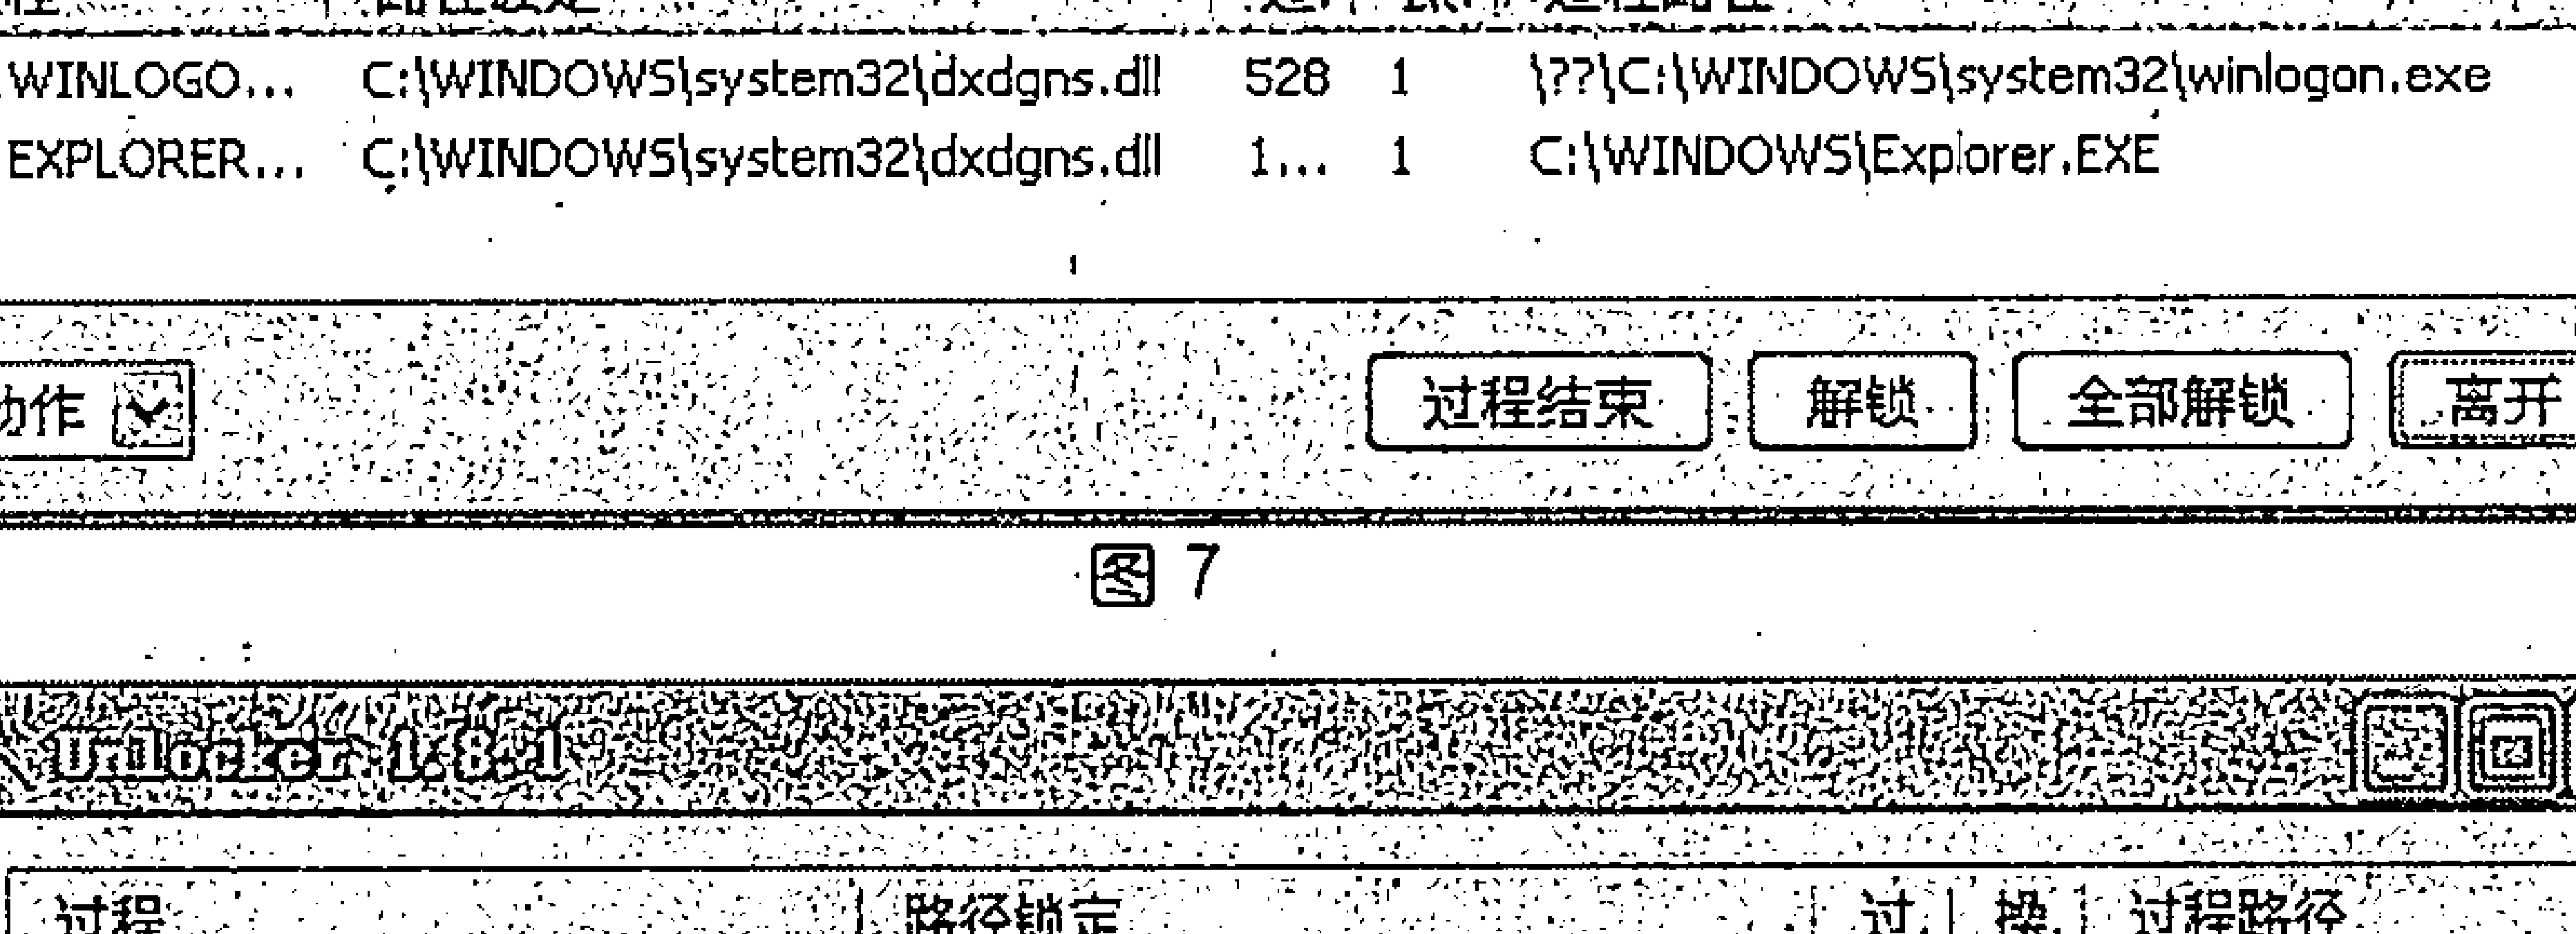 WINLOGO... C:\WINDOWS\system32\dxdgns.dll 528 1 \??\C:\WINDOWS\system32\winlogon.exe
EXPLORER... C:\WINDOWS\system32\dxdgns.dll 1... 1 C:\WINDOWS\Explorer.EXE
动作 过程结束 解锁 全部解锁 离开
图 7
Unlocker 1.8.1
过程 路径锁定 过. 操. 过程路径